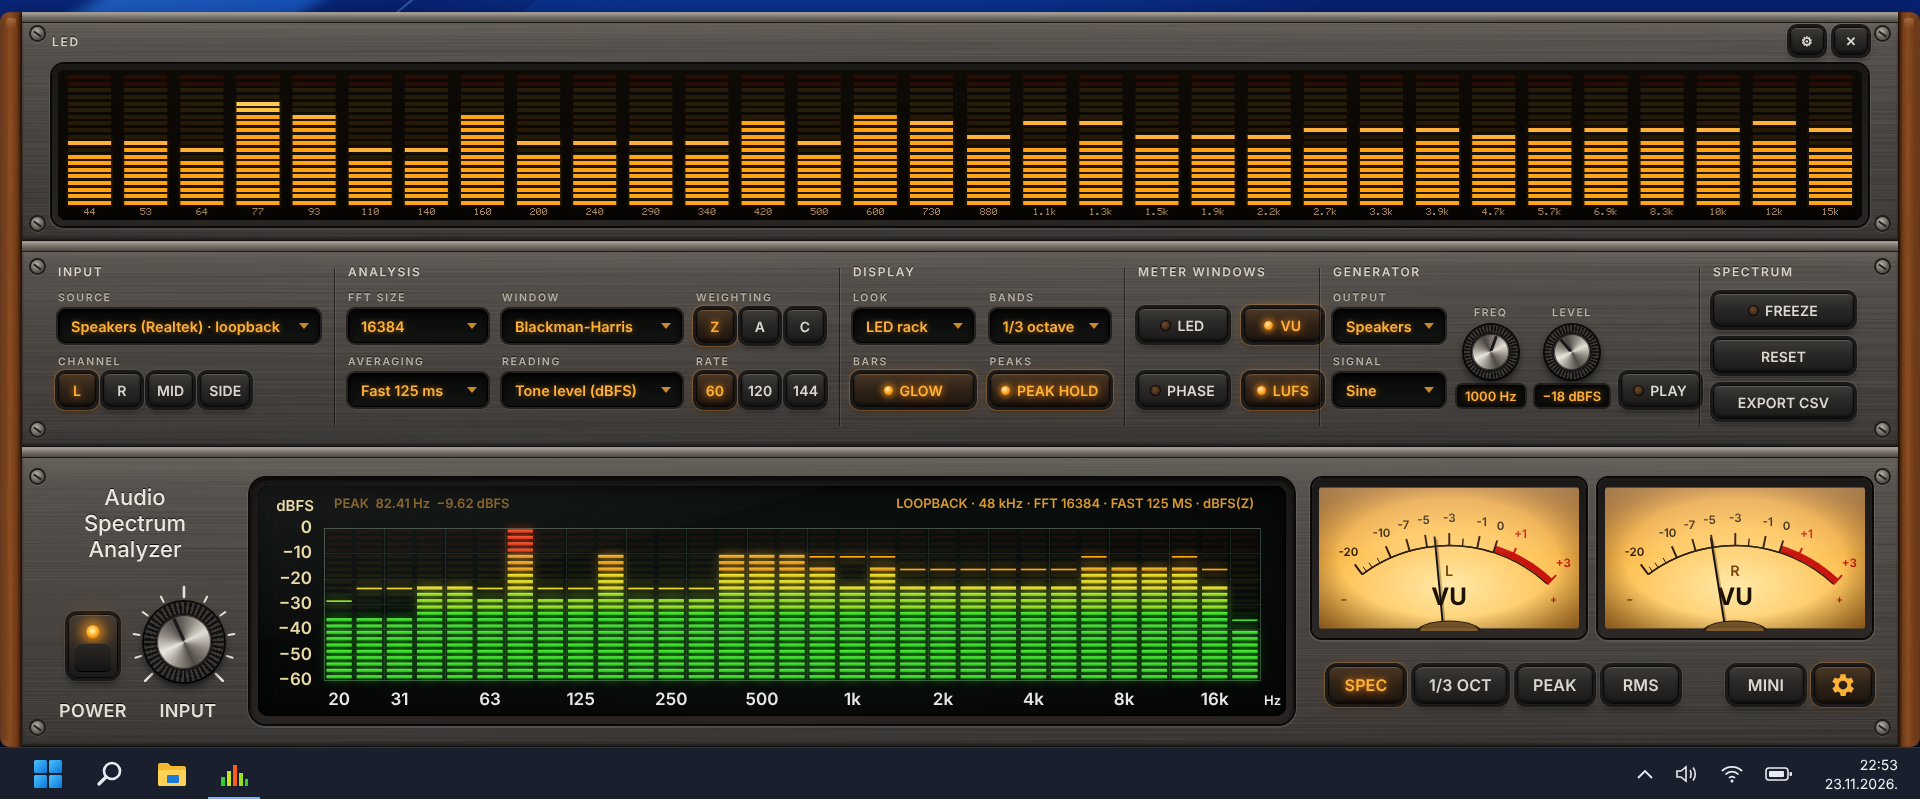 LED
44 53 64 77 93 110 140 160 200 240 290 340 420 500 600 730 880 1.1k 1.3k 1.5k 1.9k 2.2k 2.7k 3.3k 3.9k 4.7k 5.7k 6.9k 8.3k 10k 12k 15k
INPUT
SOURCE
Speakers (Realtek) · loopback
CHANNEL
L R MID SIDE
ANALYSIS
FFT SIZE WINDOW WEIGHTING
16384 Blackman-Harris Z A C
AVERAGING READING RATE
Fast 125 ms Tone level (dBFS) 60 120 144
DISPLAY
LOOK BANDS
LED rack 1/3 octave
BARS PEAKS
GLOW PEAK HOLD
METER WINDOWS
LED VU
PHASE LUFS
GENERATOR
OUTPUT FREQ LEVEL
Speakers
SIGNAL
Sine 1000 Hz −18 dBFS PLAY
SPECTRUM
FREEZE
RESET
EXPORT CSV
Audio
Spectrum
Analyzer
POWER INPUT
dBFS PEAK 82.41 Hz −9.62 dBFS LOOPBACK · 48 kHz · FFT 16384 · FAST 125 MS · dBFS(Z)
0
−10
−20
−30
−40
−50
−60
20 31 63 125 250 500 1k 2k 4k 8k 16k Hz
-20 -10 -7 -5 -3 -1 0 +1 +3
L
− VU +
-20 -10 -7 -5 -3 -1 0 +1 +3
R
− VU +
SPEC 1/3 OCT PEAK RMS MINI
22:53
23.11.2026.